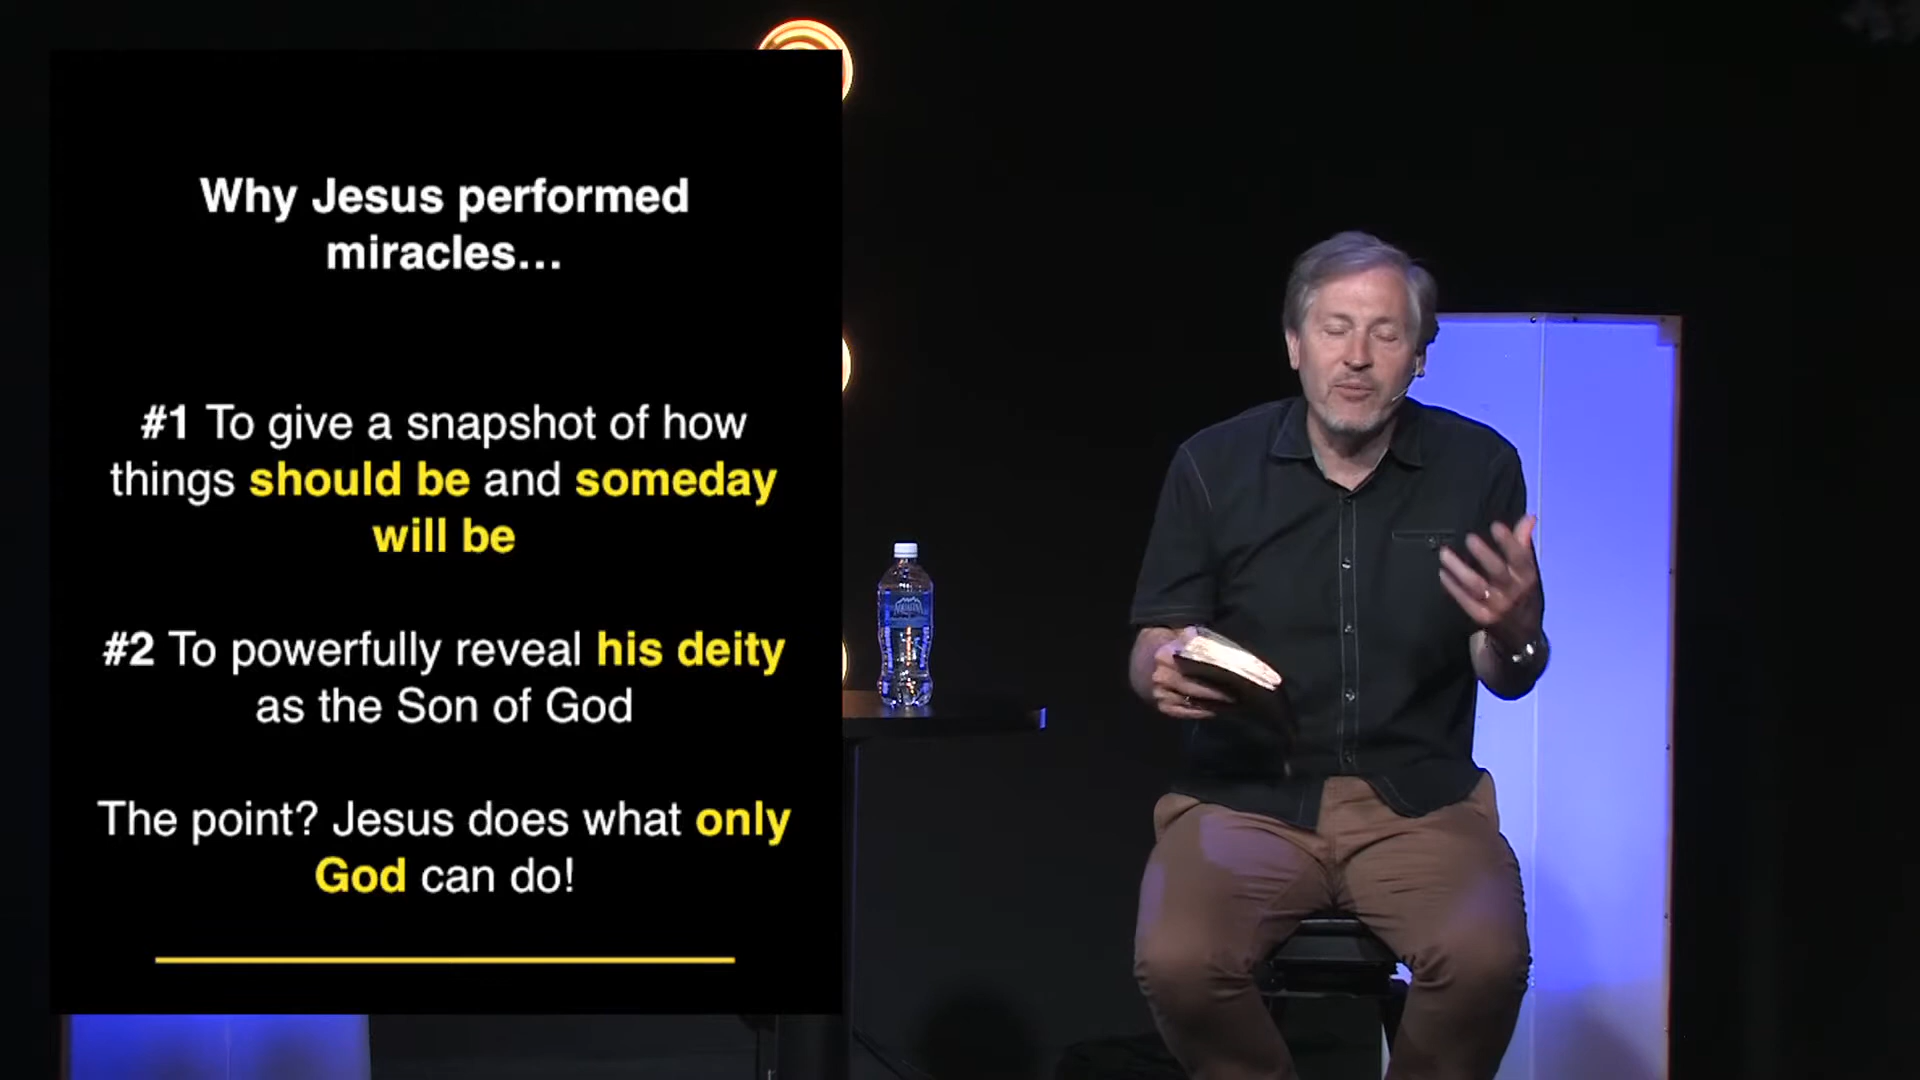 Why Jesus performed
miracles...
#1 To give a snapshot of how
things should be and someday
will be
#2 To powerfully reveal his deity
as the Son of God
The point? Jesus does what only
God can do!
AQUAFINA